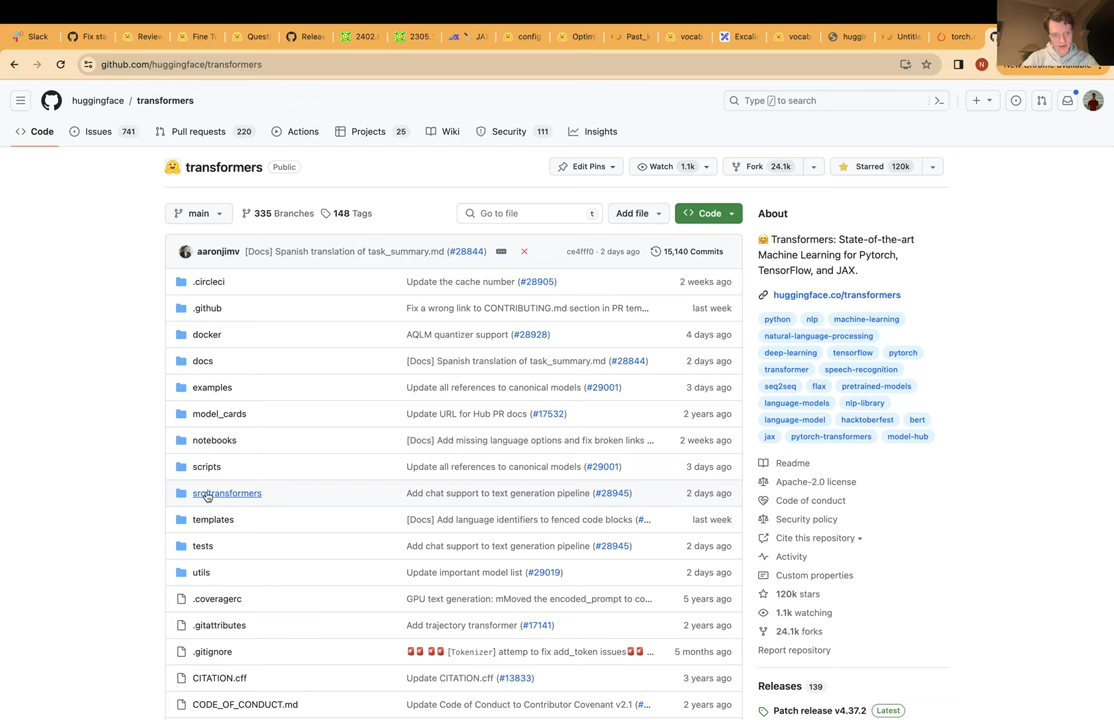 Slack Fix sta Review Fine T Questi Releas 2402. 2305. JAX config Optim Past_k vocab Excalid vocab huggin Untitle torch.
github.com/huggingface/transformers New Chrome available
huggingface / transformers Type / to search
Code Issues 741 Pull requests 220 Actions Projects 25 Wiki Security 111 Insights
transformers Public Edit Pins Watch 1.1k Fork 24.1k Starred 120k
main 335 Branches 148 Tags Go to file t Add file Code
aaronjimv [Docs] Spanish translation of task_summary.md (#28844) ce4fff0 · 2 days ago 15,140 Commits
.circleci Update the cache number (#28905) 2 weeks ago
.github Fix a wrong link to CONTRIBUTING.md section in PR tem… last week
docker AQLM quantizer support (#28928) 4 days ago
docs [Docs] Spanish translation of task_summary.md (#28844) 2 days ago
examples Update all references to canonical models (#29001) 3 days ago
model_cards Update URL for Hub PR docs (#17532) 2 years ago
notebooks [Docs] Add missing language options and fix broken links … 2 weeks ago
scripts Update all references to canonical models (#29001) 3 days ago
src/transformers Add chat support to text generation pipeline (#28945) 2 days ago
templates [Docs] Add language identifiers to fenced code blocks (#… last week
tests Add chat support to text generation pipeline (#28945) 2 days ago
utils Update important model list (#29019) 2 days ago
.coveragerc GPU text generation: mMoved the encoded_prompt to co… 5 years ago
.gitattributes Add trajectory transformer (#17141) 2 years ago
.gitignore 🚨🚨 🚨🚨 [Tokenizer] attemp to fix add_token issues🚨🚨 … 5 months ago
CITATION.cff Update CITATION.cff (#13833) 3 years ago
CODE_OF_CONDUCT.md Update Code of Conduct to Contributor Covenant v2.1 (#… 2 years ago
About
🤗 Transformers: State-of-the-art
Machine Learning for Pytorch,
TensorFlow, and JAX.
huggingface.co/transformers
python nlp machine-learning
natural-language-processing
deep-learning tensorflow pytorch
transformer speech-recognition
seq2seq flax pretrained-models
language-models nlp-library
language-model hacktoberfest bert
jax pytorch-transformers model-hub
Readme
Apache-2.0 license
Code of conduct
Security policy
Cite this repository
Activity
Custom properties
120k stars
1.1k watching
24.1k forks
Report repository
Releases 139
Patch release v4.37.2 Latest